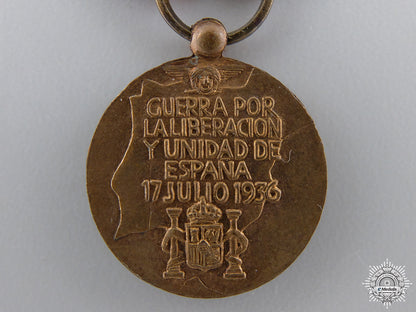 GUERRA POR
LA LIBERACION
Y UNIDAD DE
ESPAÑA
17 JULIO 1936